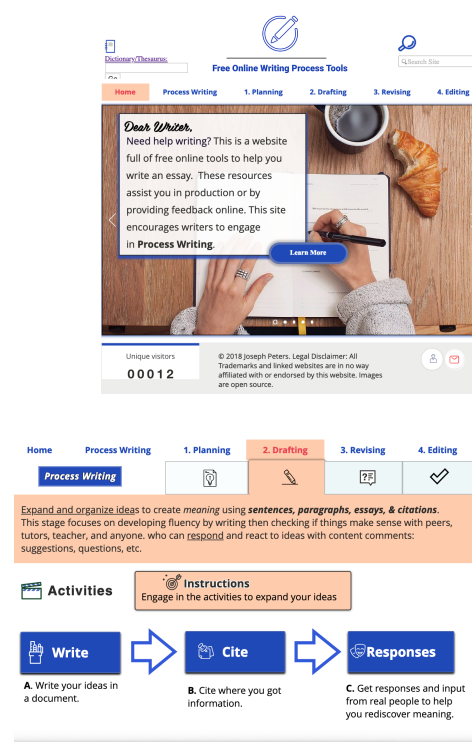 Dictionary/Thesaurus:
Go
Free Online Writing Process Tools
Search Site
Home Process Writing 1. Planning 2. Drafting 3. Revising 4. Editing
Dear Writer,
Need help writing? This is a website
full of free online tools to help you
write an essay. These resources
assist you in production or by
providing feedback online. This site
encourages writers to engage
in Process Writing.
Learn More
Unique visitors
00012
© 2018 Joseph Peters. Legal Disclaimer: All
Trademarks and linked websites are in no way
affiliated with or endorsed by this website. Images
are open source.
Home Process Writing 1. Planning 2. Drafting 3. Revising 4. Editing
Process Writing
Expand and organize ideas to create meaning using sentences, paragraphs, essays, & citations.
This stage focuses on developing fluency by writing then checking if things make sense with peers,
tutors, teacher, and anyone. who can respond and react to ideas with content comments:
suggestions, questions, etc.
Activities
Instructions
Engage in the activities to expand your ideas
Write
Cite
Responses
A. Write your ideas in
a document.
B. Cite where you got
information.
C. Get responses and input
from real people to help
you rediscover meaning.